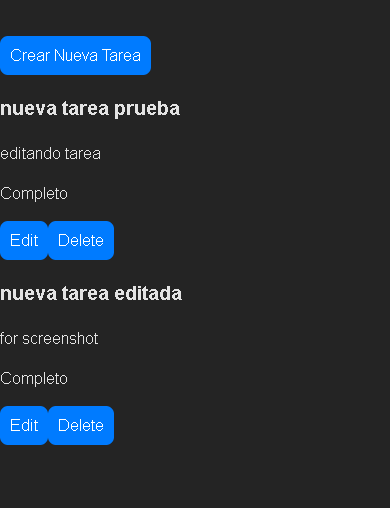 Crear Nueva Tarea
nueva tarea prueba
editando tarea
Completo
Edit Delete
nueva tarea editada
for screenshot
Completo
Edit Delete